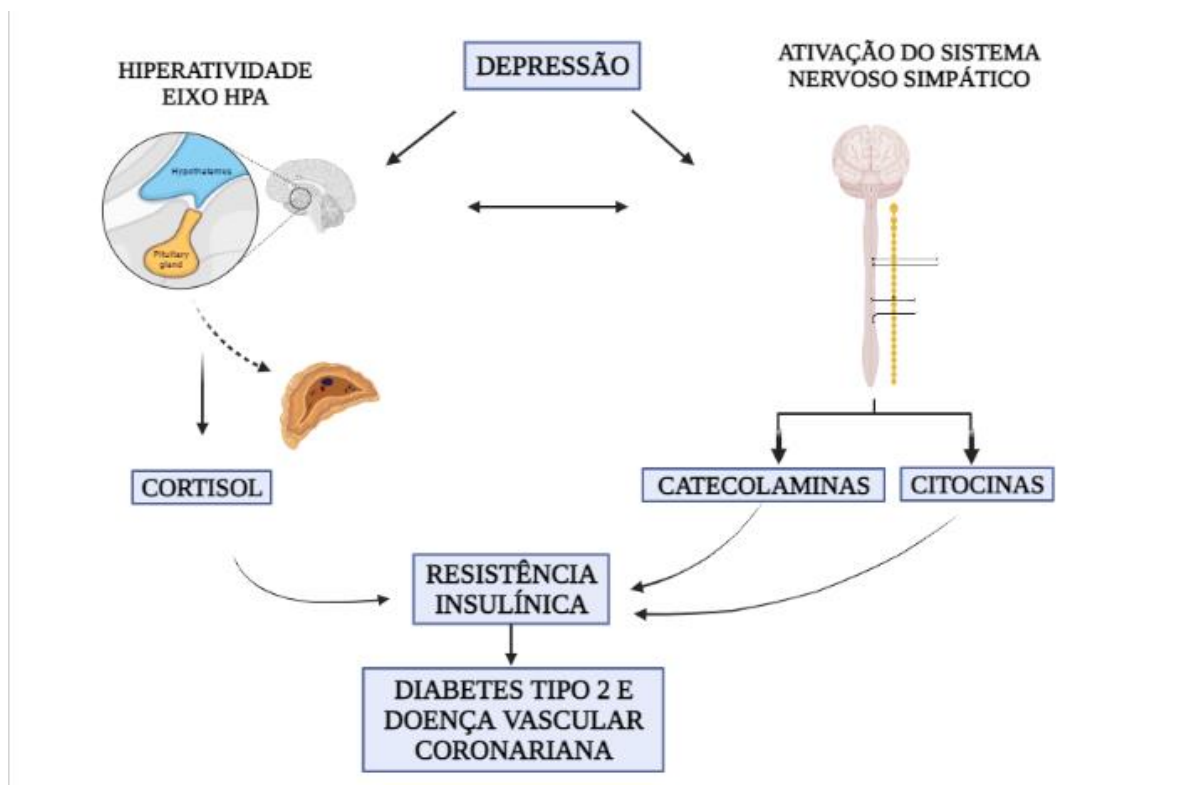 DEPRESSÃO
HIPERATIVIDADE
EIXO HPA
ATIVAÇÃO DO SISTEMA
NERVOSO SIMPÁTICO
Hypothalamus
Pituitary
gland
CORTISOL
CATECOLAMINAS
CITOCINAS
RESISTÊNCIA
INSULÍNICA
DIABETES TIPO 2 E
DOENÇA VASCULAR
CORONARIANA